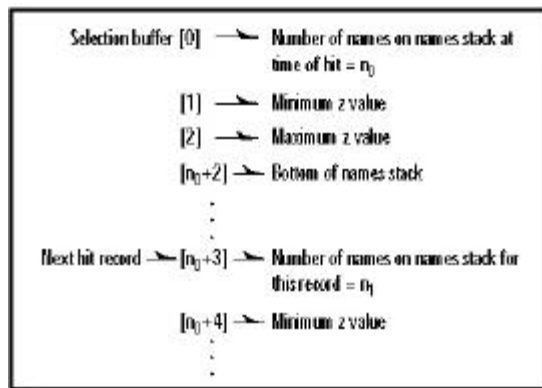 Selection buffer [0] Number of names on names stack at
time of hit = n₀
[1] Minimum z value
[2] Maximum z value
[n₀+2] Bottom of names stack
Next hit record [n₀+3] Number of names on names stack for
this record = n₁
[n₀+4] Minimum z value